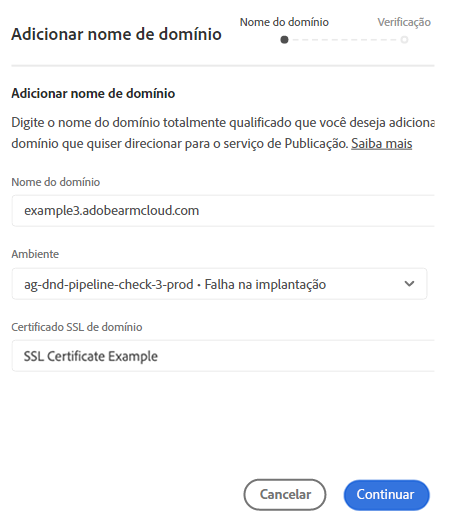 Adicionar nome de domínio
Nome do domínio
Verificação
Adicionar nome de domínio
Digite o nome do domínio totalmente qualificado que você deseja adiciona
domínio que quiser direcionar para o serviço de Publicação. Saiba mais
Nome do domínio
example3.adobearmcloud.com
Ambiente
ag-dnd-pipeline-check-3-prod • Falha na implantação
Certificado SSL de domínio
SSL Certificate Example
Cancelar
Continuar